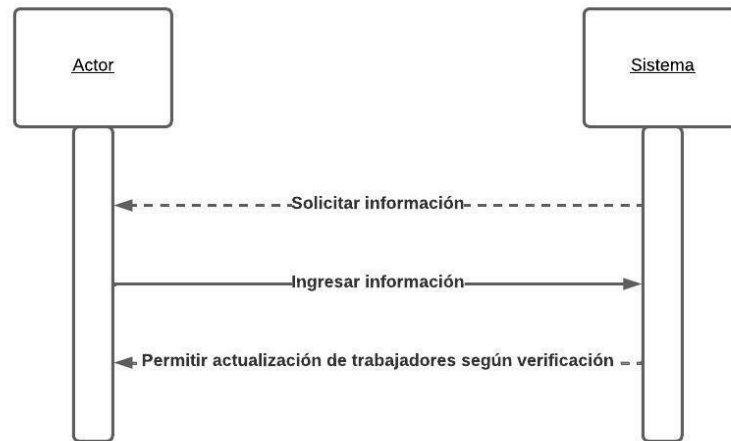 Actor
Sistema
Solicitar información
Ingresar información
Permitir actualización de trabajadores según verificación